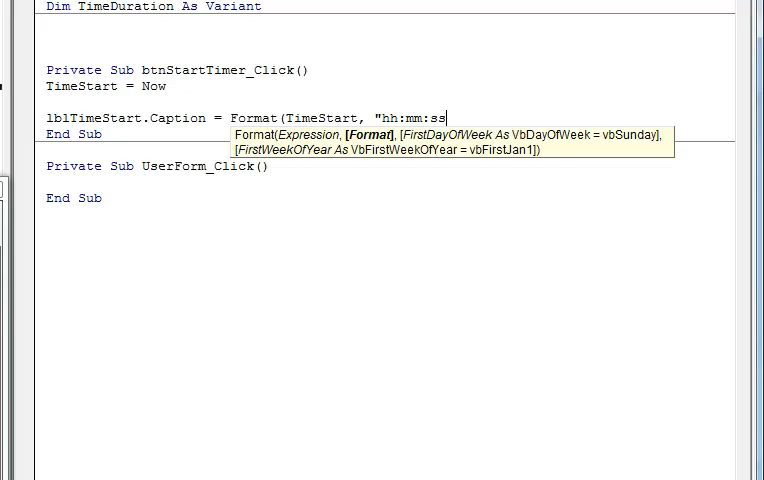 Dim TimeDuration As Variant
Private Sub btnStartTimer_Click()
TimeStart = Now
lblTimeStart.Caption = Format(TimeStart, "hh:mm:ss
End Sub
Format(Expression, [Format], [FirstDayOfWeek As VbDayOfWeek = vbSunday],
[FirstWeekOfYear As VbFirstWeekOfYear = vbFirstJan1])
Private Sub UserForm_Click()
End Sub